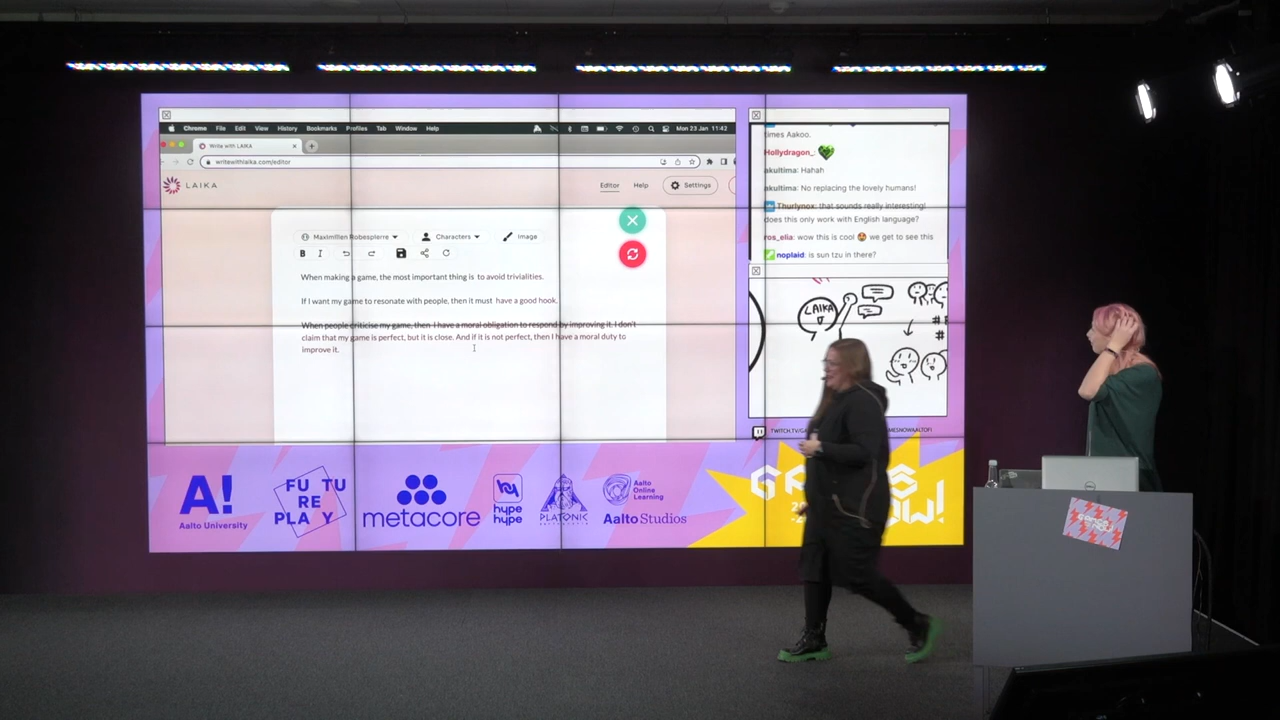 Chrome File Edit View History Bookmarks Profiles Tab Window Help
Mon 23 Jan 11:42
Write with LAIKA
writewithlaika.com/editor
LAIKA
Editor Help Settings
Maximilien Robespierre Characters Image
B I
When making a game, the most important thing is to avoid trivialities.
If I want my game to resonate with people, then it must have a good hook.
When people criticise my game, then I have a moral obligation to respond by improving it. I don't
claim that my game is perfect, but it is close. And if it is not perfect, then I have a moral duty to
improve it.
times Aakoo.
Hollydragon_:
akultima: Hahah
akultima: No replacing the lovely humans!
Thurlynox: that sounds really interesting!
does this only work with English language?
ros_elia: wow this is cool we get to see this
noplaid: is sun tzu in there?
LAIKA
TWITCH.TV/GA
MESNOWAALTOFI
A!
Aalto University
FU TU
RE
PLA Y
metacore
hype
hype
PLATONIC
Aalto
Online
Learning
Aalto Studios
DELL